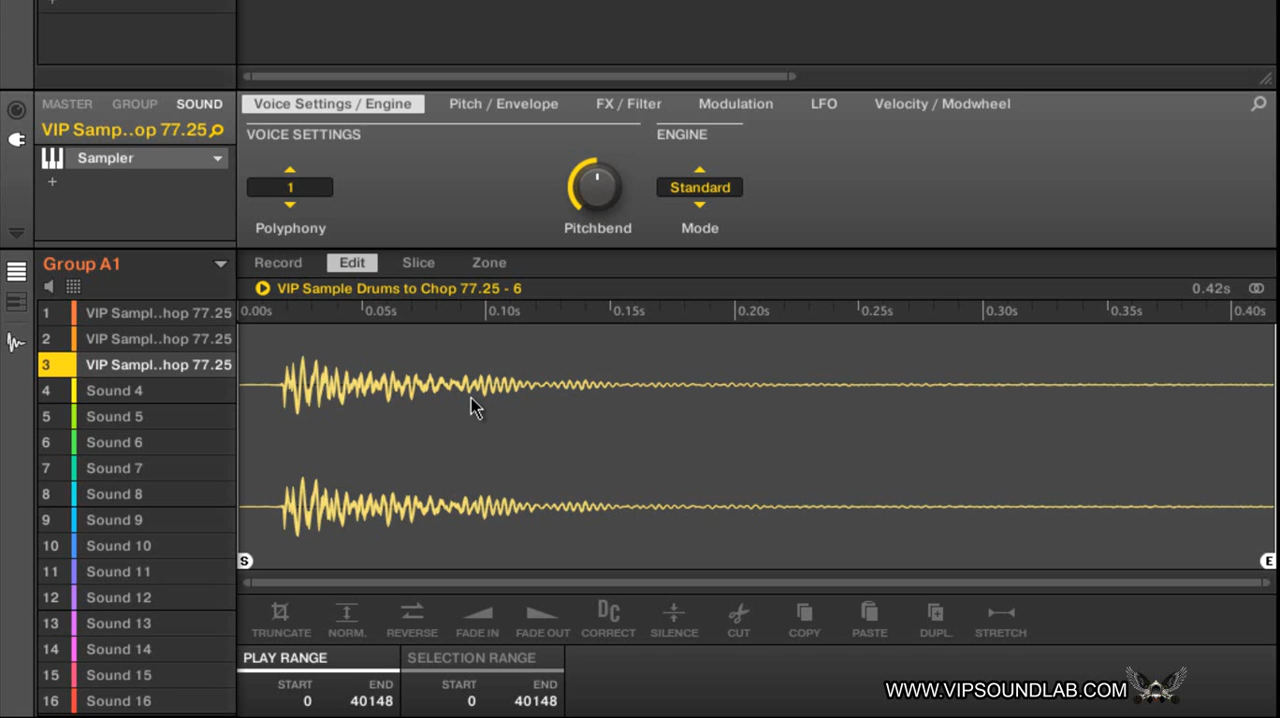 MASTER GROUP SOUND
Voice Settings / Engine Pitch / Envelope FX / Filter Modulation LFO Velocity / Modwheel
VIP Samp..op 77.25
VOICE SETTINGS ENGINE
Sampler
1 Standard
Polyphony Pitchbend Mode
Group A1
Record Edit Slice Zone
VIP Sample Drums to Chop 77.25 - 6 0.42s
0.00s 0.05s 0.10s 0.15s 0.20s 0.25s 0.30s 0.35s 0.40s
1 VIP Sampl..hop 77.25
2 VIP Sampl..hop 77.25
3 VIP Sampl..hop 77.25
4 Sound 4
5 Sound 5
6 Sound 6
7 Sound 7
8 Sound 8
9 Sound 9
10 Sound 10
11 Sound 11
12 Sound 12
13 Sound 13
14 Sound 14
15 Sound 15
16 Sound 16
S E
DC
TRUNCATE NORM. REVERSE FADE IN FADE OUT CORRECT SILENCE CUT COPY PASTE DUPL. STRETCH
PLAY RANGE SELECTION RANGE
START END START END
0 40148 0 40148
WWW.VIPSOUNDLAB.COM